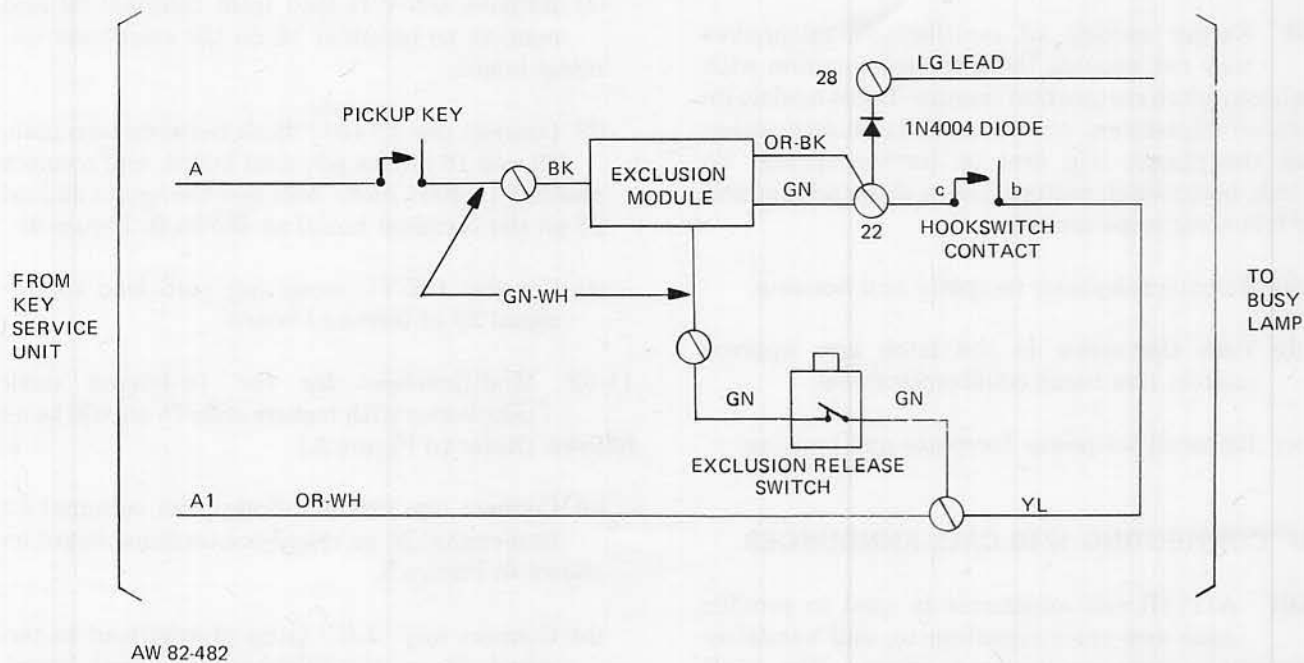 28
LG LEAD
PICKUP KEY
1N4004 DIODE
OR-BK
A
BK
EXCLUSION
MODULE
GN
b
22
HOOKSWITCH
CONTACT
FROM
KEY
SERVICE
UNIT
GN-WH
TO
BUSY
LAMP
GN
GN
EXCLUSION RELEASE
SWITCH
A1
OR-WH
YL
AW 82-482